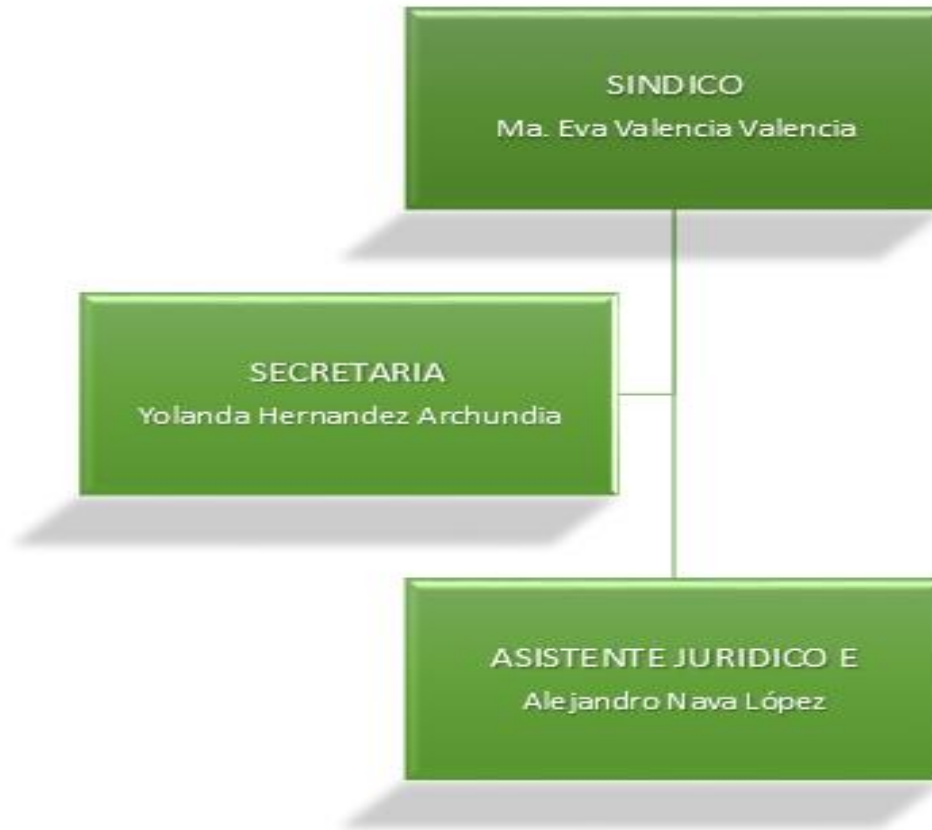 SINDICO
Ma. Eva Valencia Valencia
SECRETARIA
Yolanda Hernandez Archundia
ASISTENTE JURIDICO E
Alejandro Nava López